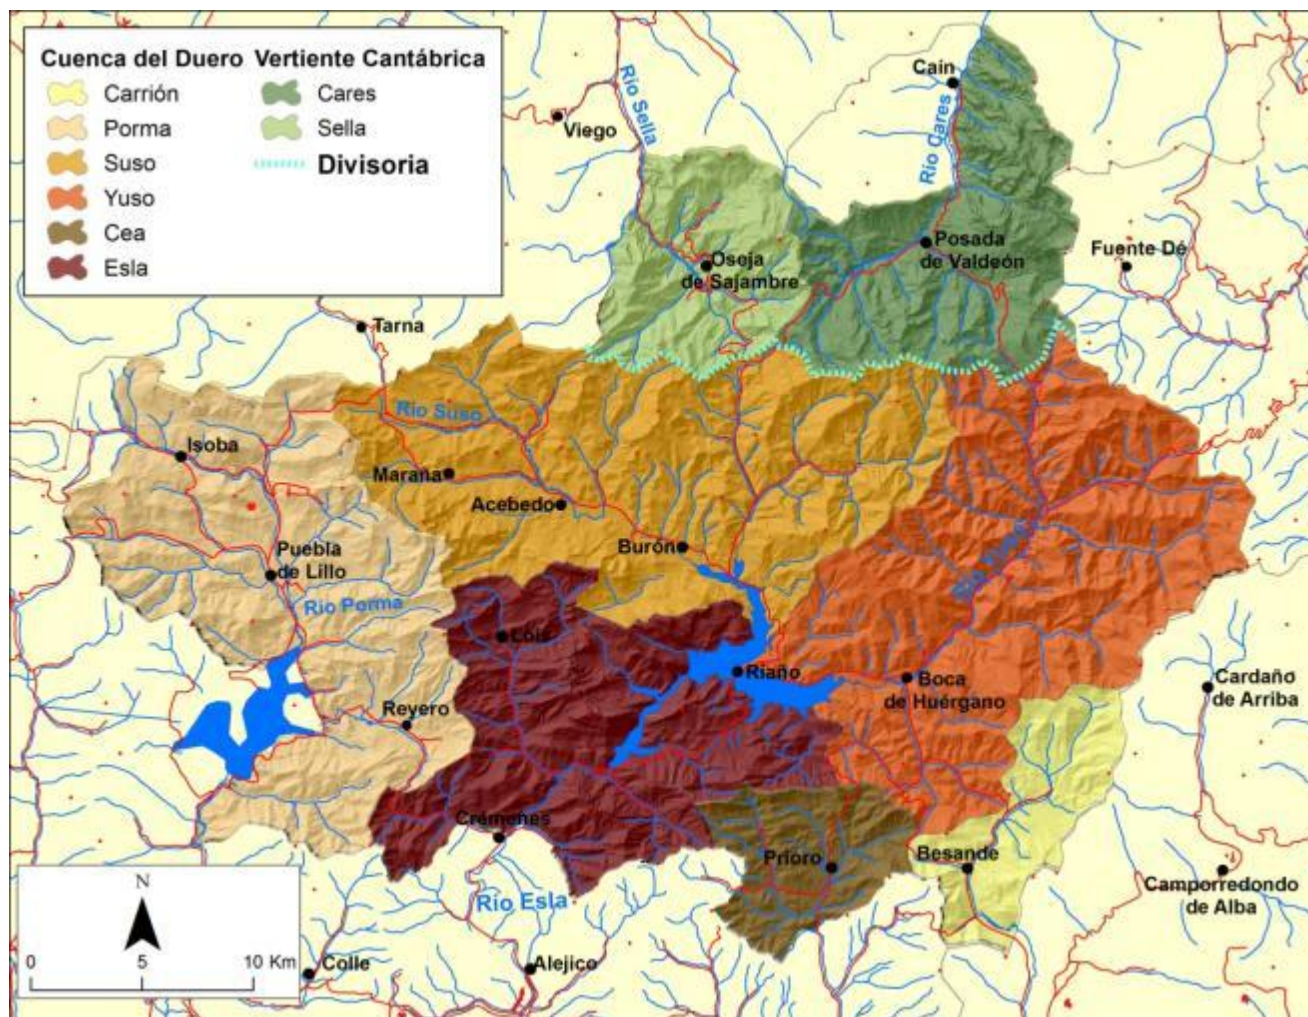 Cuenca del Duero
Carrión
Porma
Suso
Yuso
Cea
Esla
Vertiente Cantábrica
Cares
Sella
Divisoria
Viego
Río Sella
Cain
Río Cares
Oseja
de Sajambre
Posada
de Valdeón
Fuente Dé
Tarna
Río Suso
Isoba
Maraña
Acebedo
Burón
Puebla
de Lillo
Río Porma
Lois
Riaño
Boca
de Huérgano
Cardaño
de Arriba
Reyero
Crémenes
Prioro
Besande
Camporredondo
de Alba
Río Esla
Colle
Alejico
N
0 5 10 Km